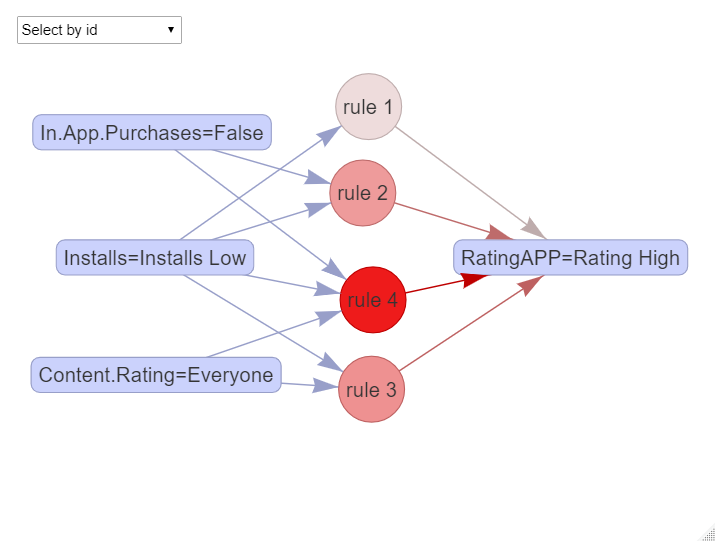 Select by id
rule 1
In.App.Purchases=False
rule 2
Installs=Installs Low
RatingAPP=Rating High
rule 4
Content.Rating=Everyone
rule 3